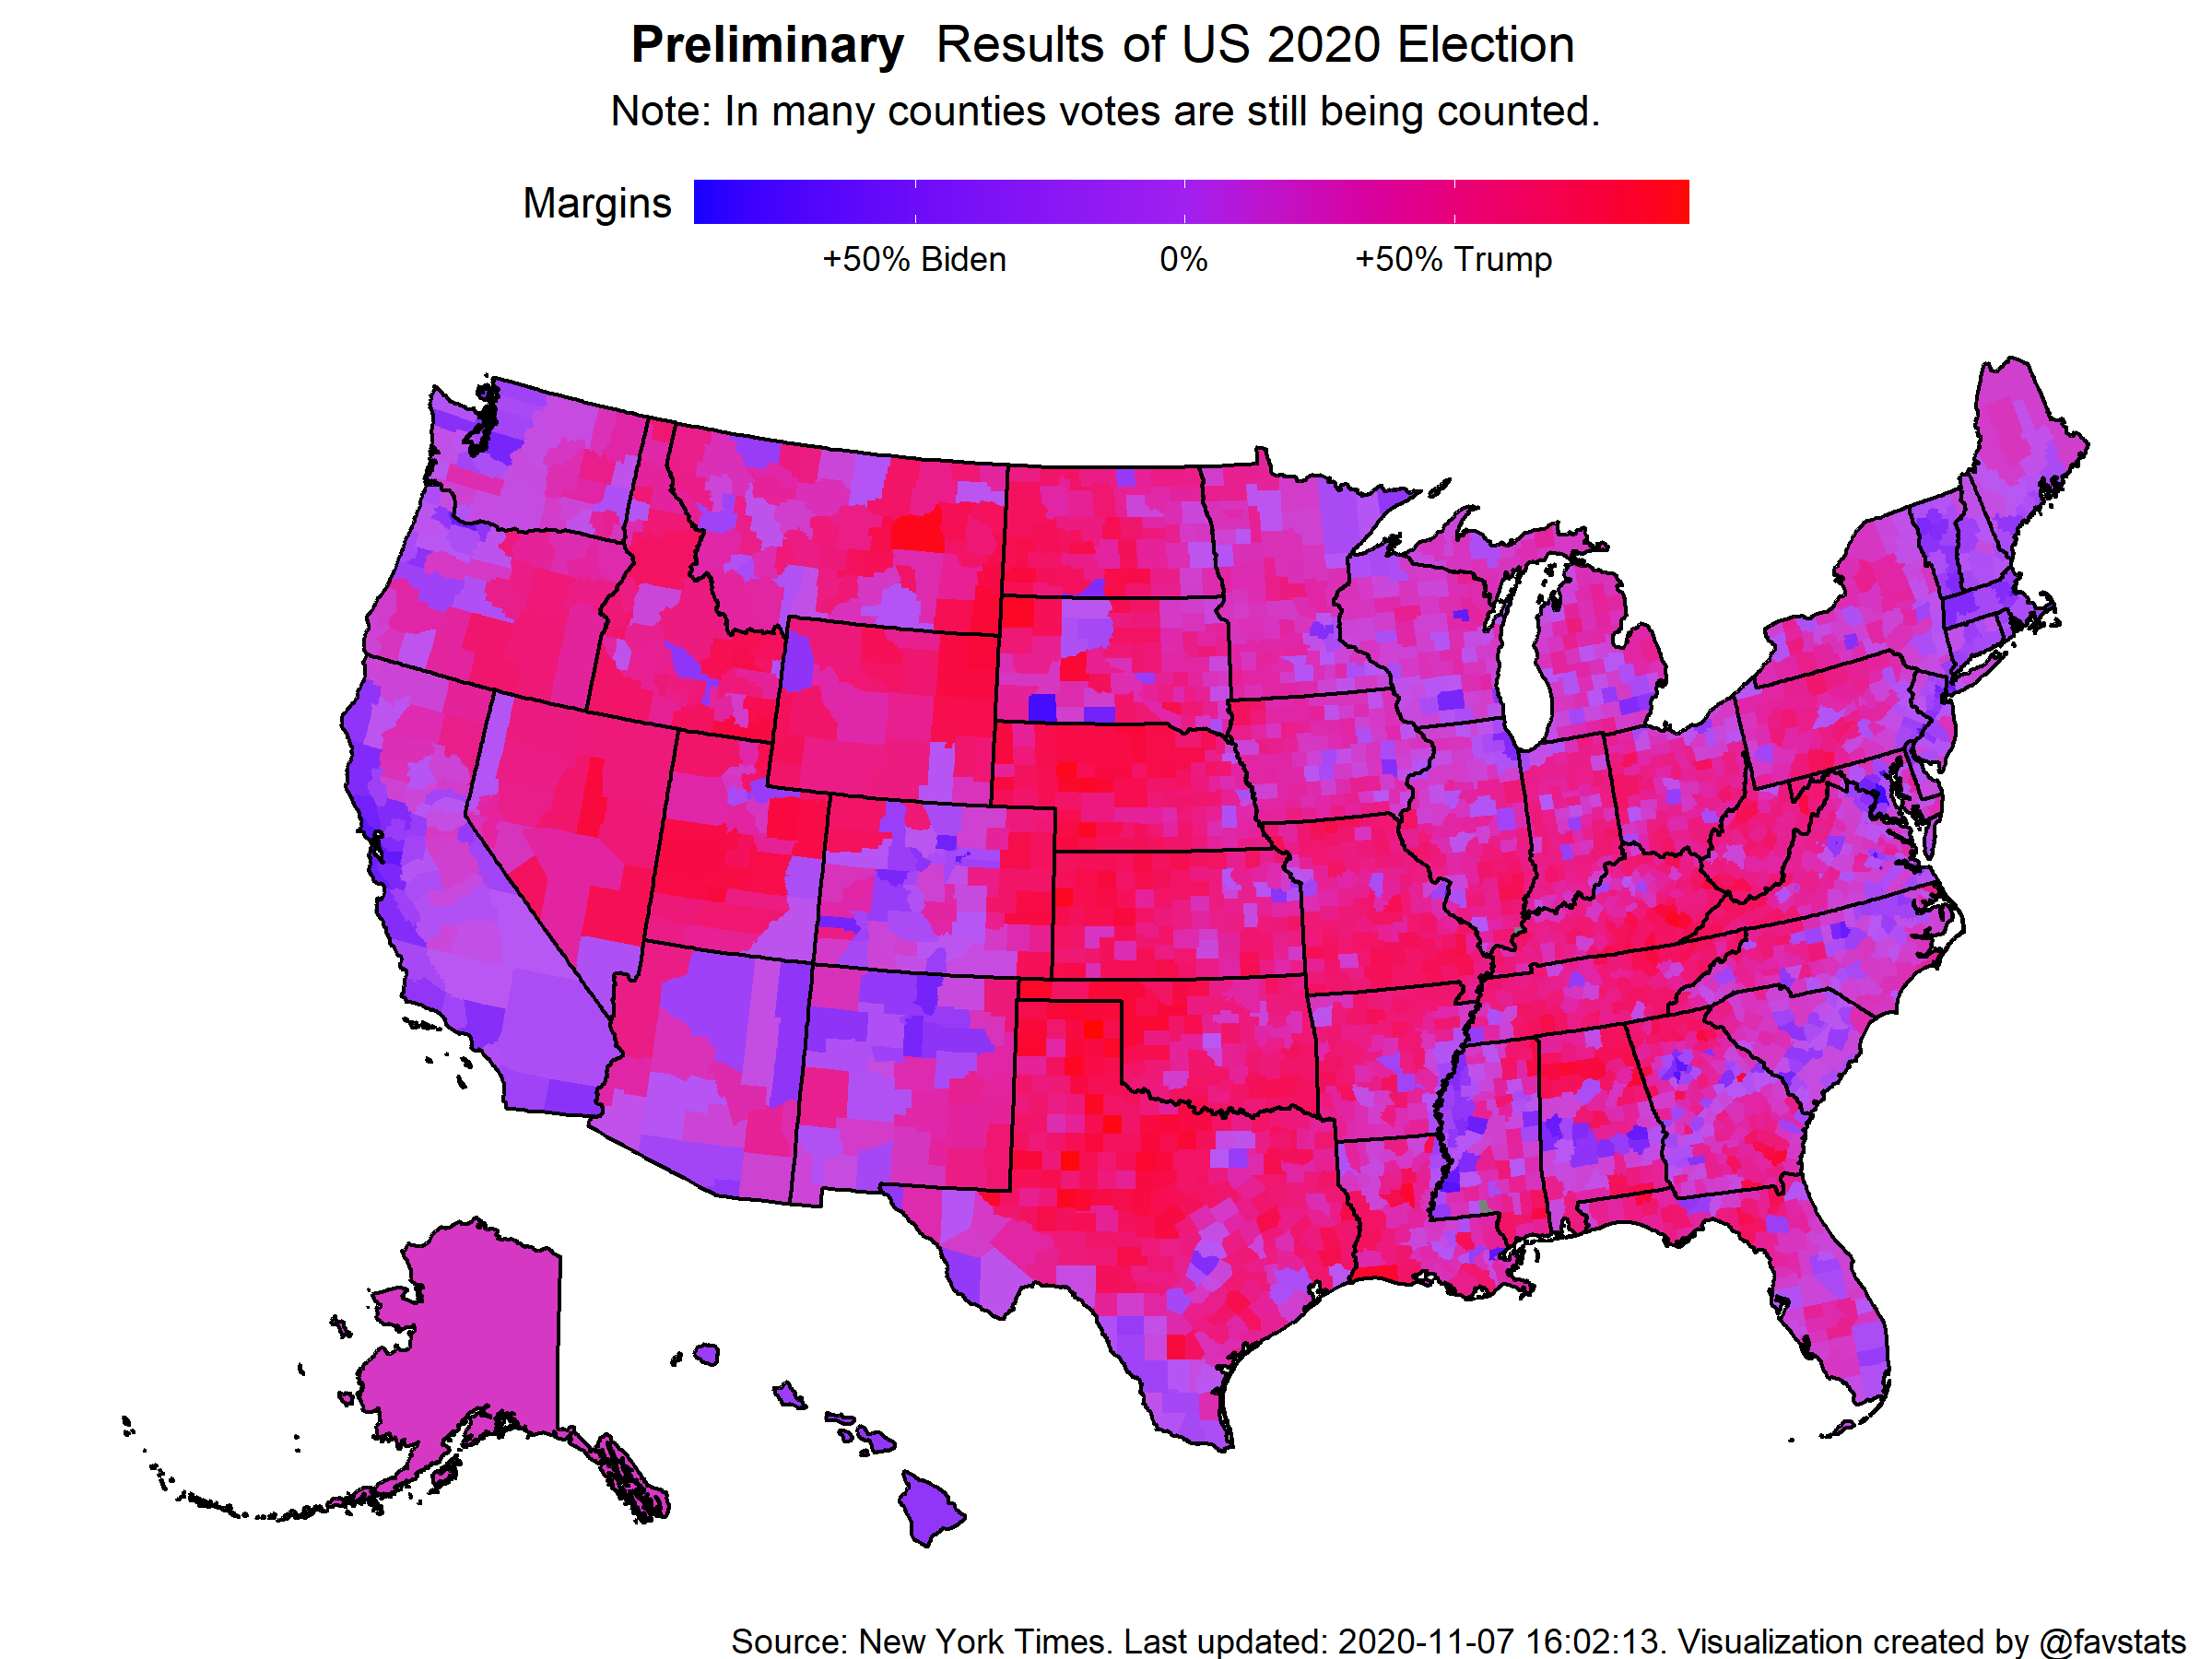 Preliminary Results of US 2020 Election
Note: In many counties votes are still being counted.
Margins
+50% Biden 0% +50% Trump
Source: New York Times. Last updated: 2020-11-07 16:02:13. Visualization created by @favstats